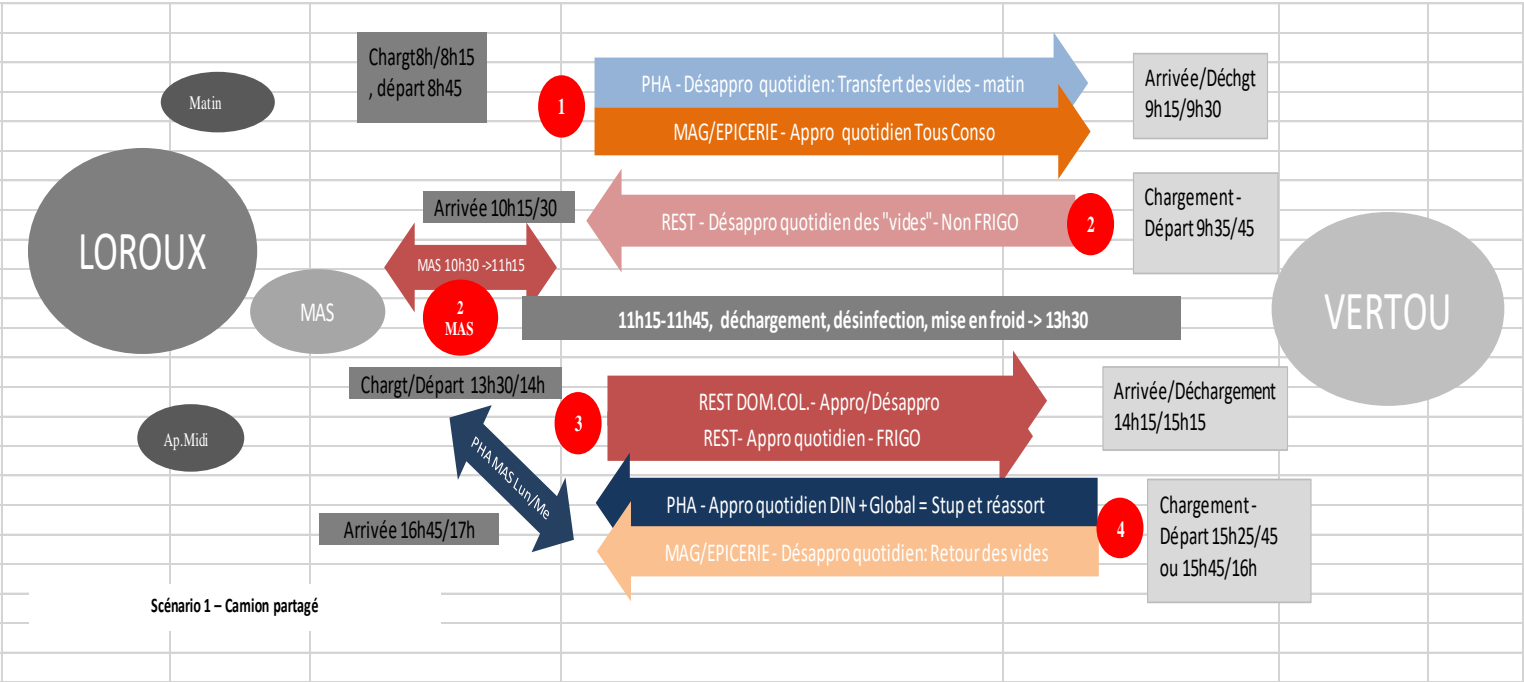 Matin
Chargt8h/8h15
, départ 8h45
1
PHA - Désappro quotidien: Transfert des vides - matin
MAG/EPICERIE - Appro quotidien Tous Conso
Arrivée/Déchgt
9h15/9h30
LOROUX
Arrivée 10h15/30
REST - Désappro quotidien des "vides" - Non FRIGO
2
Chargement -
Départ 9h35/45
MAS 10h30 ->11h15
MAS
2
MAS
11h15-11h45, déchargement, désinfection, mise en froid -> 13h30
VERTOU
Chargt/Départ 13h30/14h
Ap.Midi
3
REST DOM.COL.- Appro/Désappro
REST- Appro quotidien - FRIGO
Arrivée/Déchargement
14h15/15h15
PHA MAS Lun/Me
Arrivée 16h45/17h
PHA - Appro quotidien DIN + Global = Stup et réassort
MAG/EPICERIE - Désappro quotidien: Retour des vides
4
Chargement -
Départ 15h25/45
ou 15h45/16h
Scénario 1 – Camion partagé